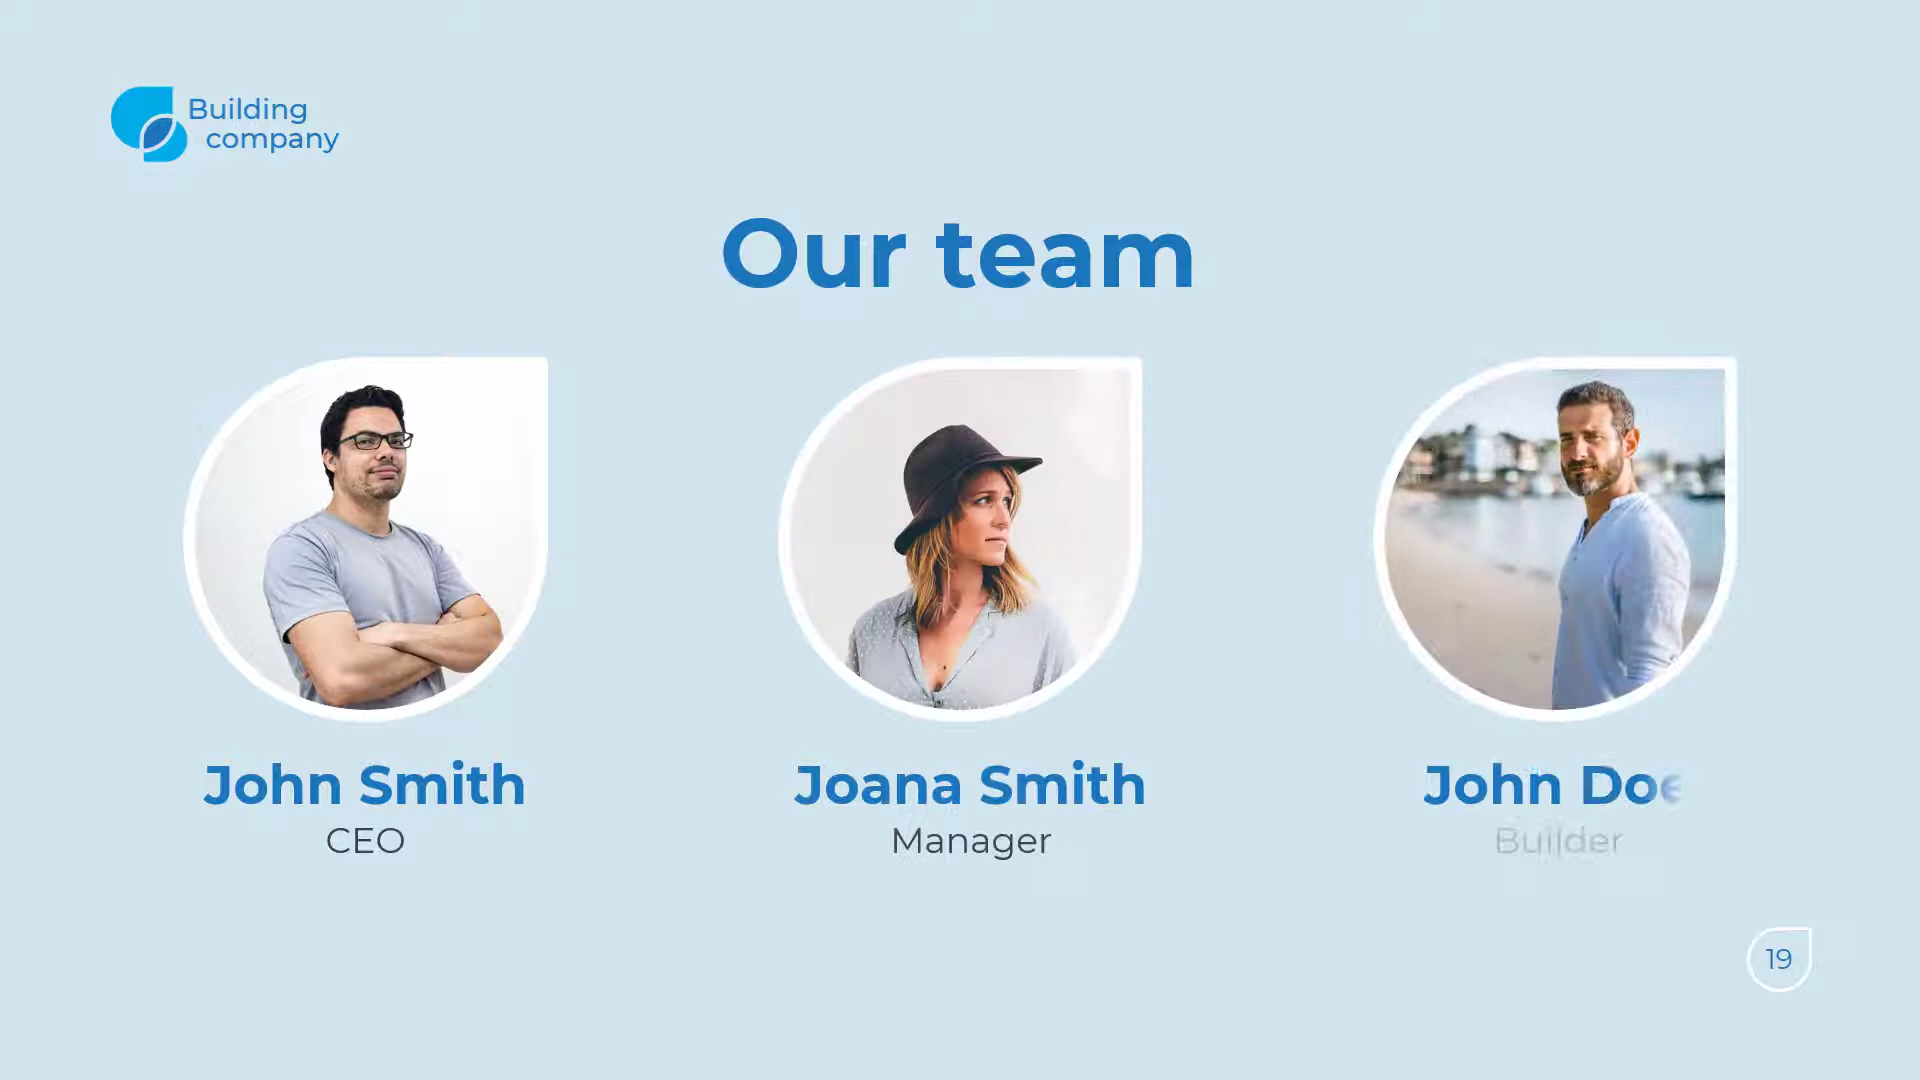 Building
company
Our team
John Smith
Joana Smith
John Doe
CEO
Manager
Builder
19